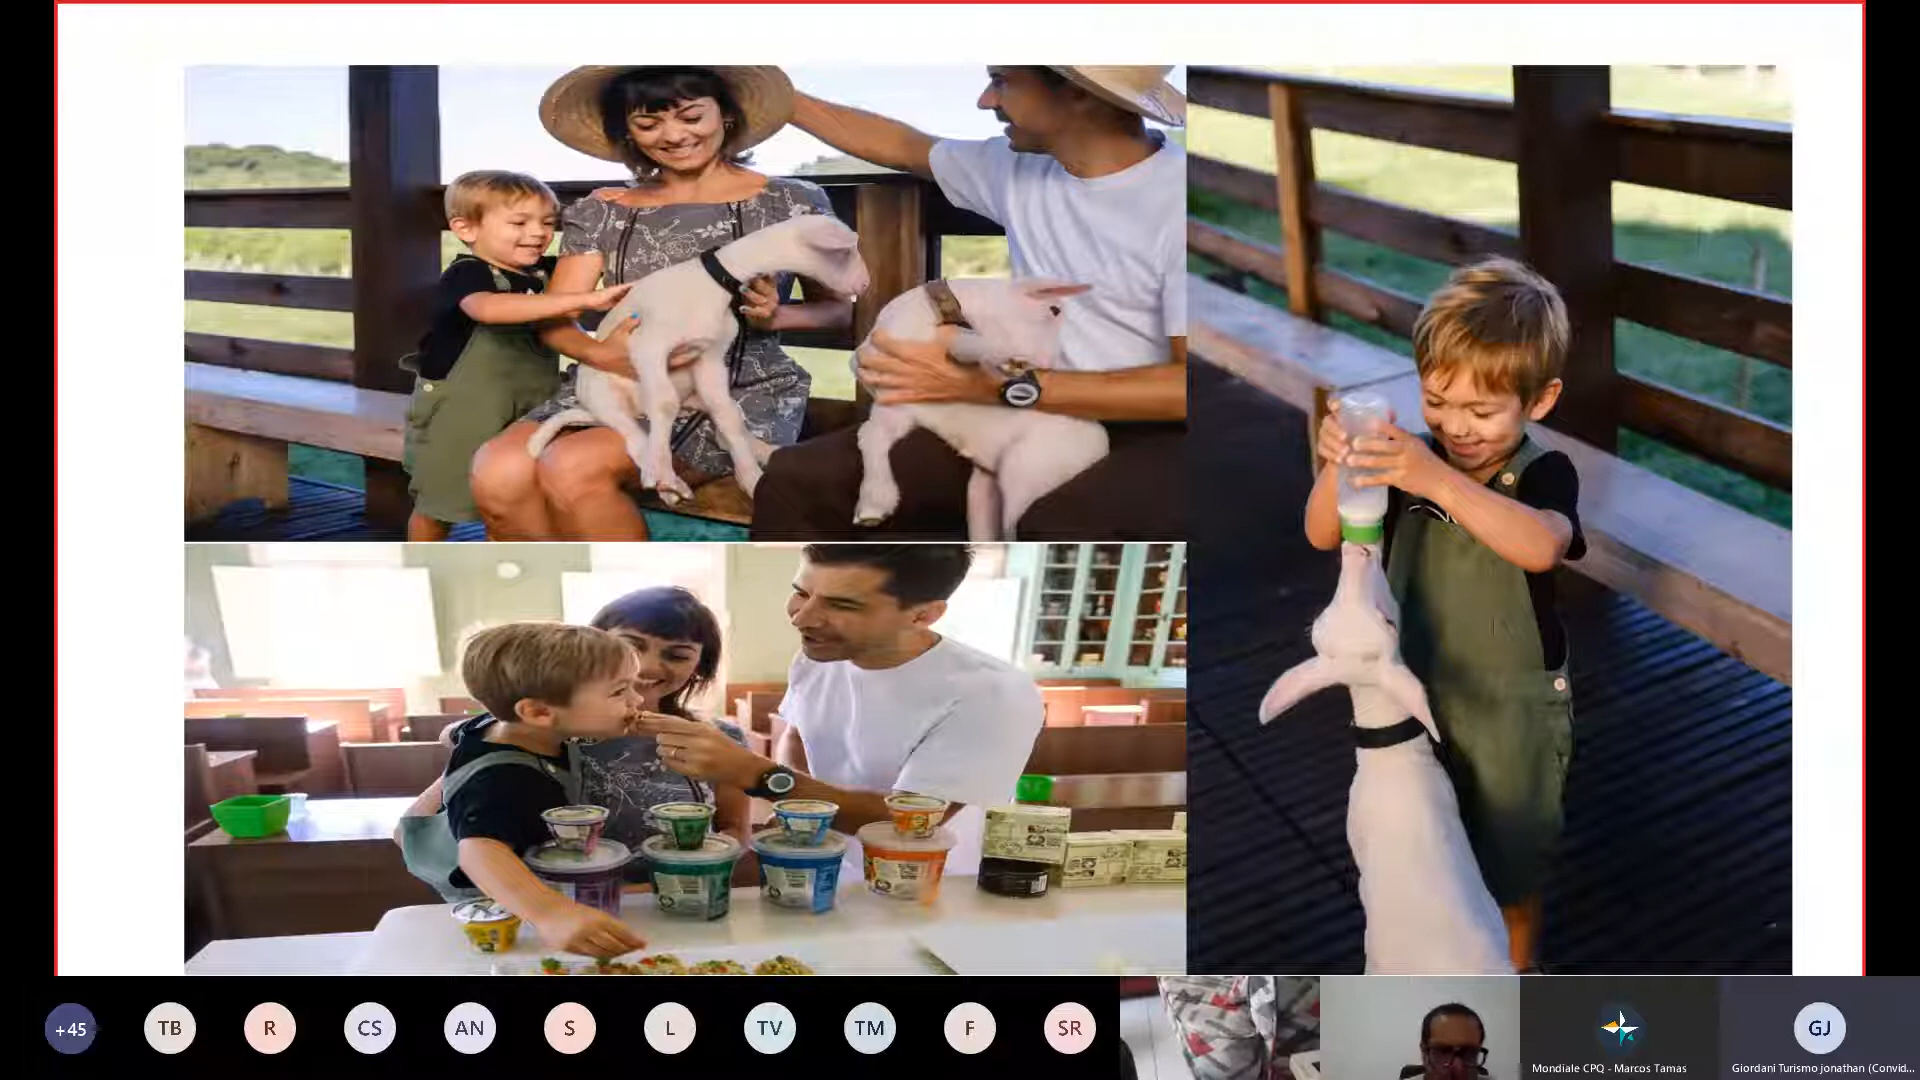 +45
TB
R
CS
AN
S
L
TV
TM
F
SR
Mondiale CPQ - Marcos Tamas
GJ
Giordani Turismo jonathan (Convid...